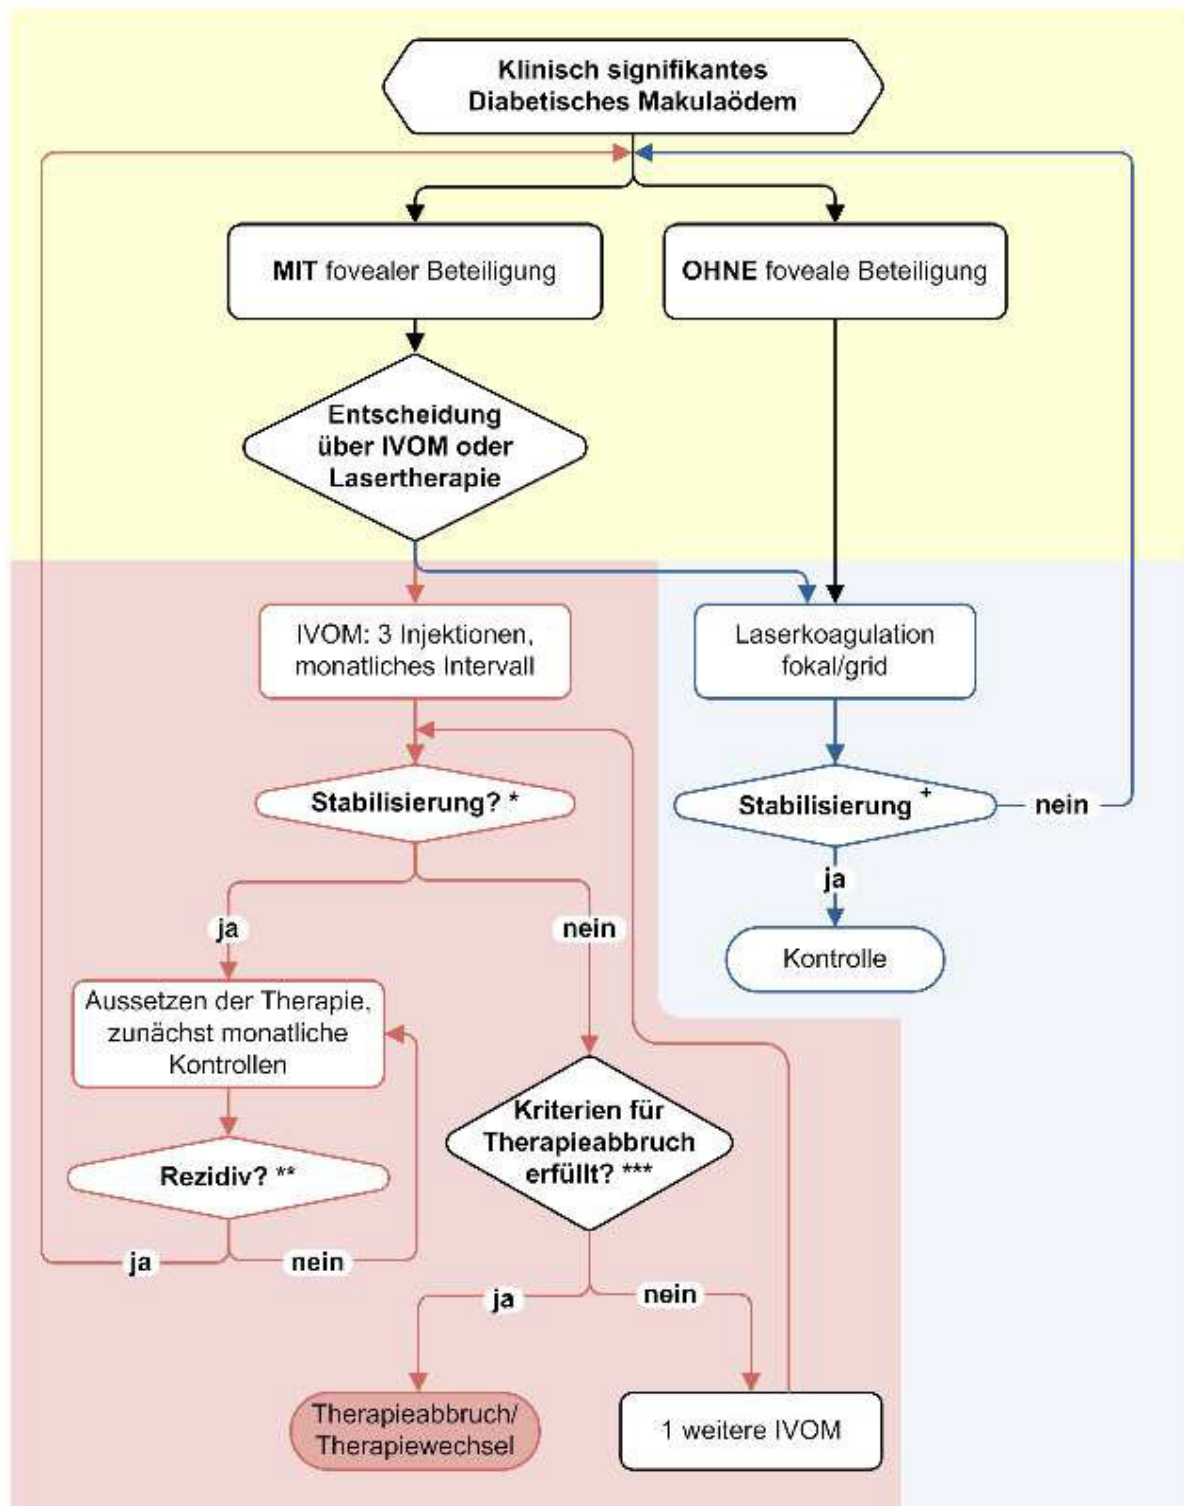 Klinisch signifikantes
Diabetisches Makulaödem
MIT fovealer Beteiligung
OHNE foveale Beteiligung
Entscheidung
über IVOM oder
Lasertherapie
IVOM: 3 Injektionen,
monatliches Intervall
Laserkoagulation
fokal/grid
Stabilisierung? *
Stabilisierung +
nein
ja
Kontrolle
ja
nein
Aussetzen der Therapie,
zunächst monatliche
Kontrollen
Kriterien für
Therapieabbruch
erfüllt? ***
Rezidiv? **
ja
nein
ja
nein
Therapieabbruch/
Therapiewechsel
1 weitere IVOM